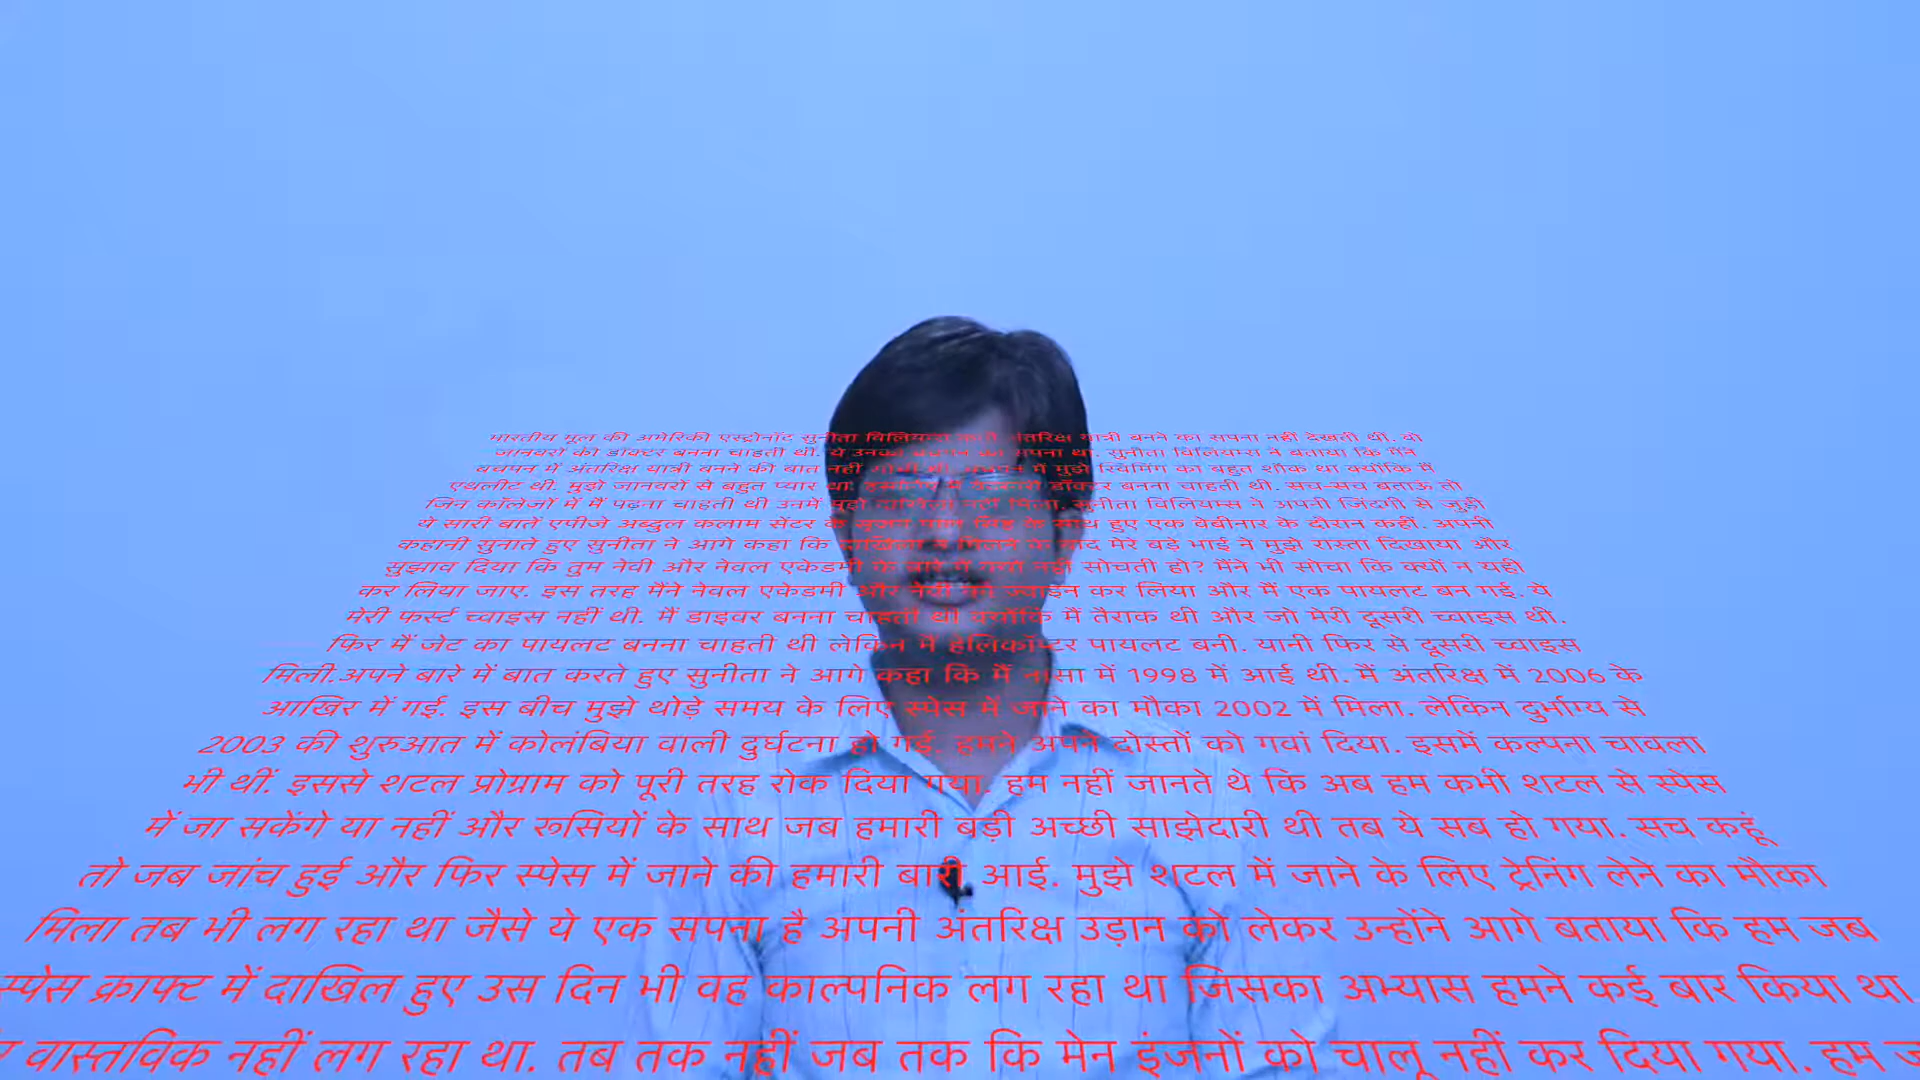 भारतीय मूल की अमेरिकी एस्ट्रोनॉट सुनीता विलियम्स कभी अंतरिक्ष यात्री बनने का सपना नहीं देखती थीं. वो
जानवरों की डॉक्टर बनना चाहती थीं. ये उनका बचपन का सपना था. सुनीता विलियम्स ने बताया कि मैंने
बचपन में अंतरिक्ष यात्री बनने की बात नहीं सोची थी. बचपन में मुझे स्विमिंग का बहुत शौक था क्योंकि मैं
एथलीट थी. मुझे जानवरों से बहुत प्यार था. डॉक्टर बनना चाहती थी. सच-सच बताऊं तो
जिन कॉलेजों में मैं पढ़ना चाहती थी उनमें मुझे दाखिला नहीं मिला. सुनीता विलियम्स ने अपनी जिंदगी से जुड़ी
ये सारी बातें एपीजे अब्दुल कलाम सेंटर के सृजन पाल सिंह के साथ हुए एक वेबीनार के दौरान कहीं. अपनी
कहानी सुनाते हुए सुनीता ने आगे कहा कि दाखिला न मिलने के बाद मेरे बड़े भाई ने मुझे रास्ता दिखाया और
सुझाव दिया कि तुम नेवी और नेवल एकेडमी के बारे में क्यों नहीं सोचती हो? मैंने भी सोचा कि क्यों न यही
कर लिया जाए. इस तरह मैंने नेवल एकेडमी और नेवी को ज्वाईन कर लिया और मैं एक पायलट बन गई. ये
मेरी फर्स्ट च्वाइस नहीं थी. मैं डाइवर बनना चाहती थी क्योंकि मैं तैराक थी और जो मेरी दूसरी च्वाइस थी.
फिर मैं जेट का पायलट बनना चाहती थी लेकिन मैं हेलिकॉप्टर पायलट बनी. यानी फिर से दूसरी च्वाइस
मिली.अपने बारे में बात करते हुए सुनीता ने आगे कहा कि मैं नासा में 1998 में आई थी. मैं अंतरिक्ष में 2006 के
आखिर में गई. इस बीच मुझे थोड़े समय के लिए स्पेस में जाने का मौका 2002 में मिला. लेकिन दुर्भाग्य से
2003 की शुरुआत में कोलंबिया वाली दुर्घटना हो गई. हमने अपने दोस्तों को गवां दिया. इसमें कल्पना चावला
भी थीं. इससे शटल प्रोग्राम को पूरी तरह रोक दिया गया. हम नहीं जानते थे कि अब हम कभी शटल से स्पेस
में जा सकेंगे या नहीं और रूसियों के साथ जब हमारी बड़ी अच्छी साझेदारी थी तब ये सब हो गया. सच कहूं
तो जब जांच हुई और फिर स्पेस में जाने की हमारी बारी आई. मुझे शटल में जाने के लिए ट्रेनिंग लेने का मौका
मिला तब भी लग रहा था जैसे ये एक सपना है अपनी अंतरिक्ष उड़ान को लेकर उन्होंने आगे बताया कि हम जब
स्पेस क्राफ्ट में दाखिल हुए उस दिन भी वह काल्पनिक लग रहा था जिसका अभ्यास हमने कई बार किया था.
वास्तविक नहीं लग रहा था. तब तक नहीं जब तक कि मेन इंजनों को चालू नहीं कर दिया गया. हम